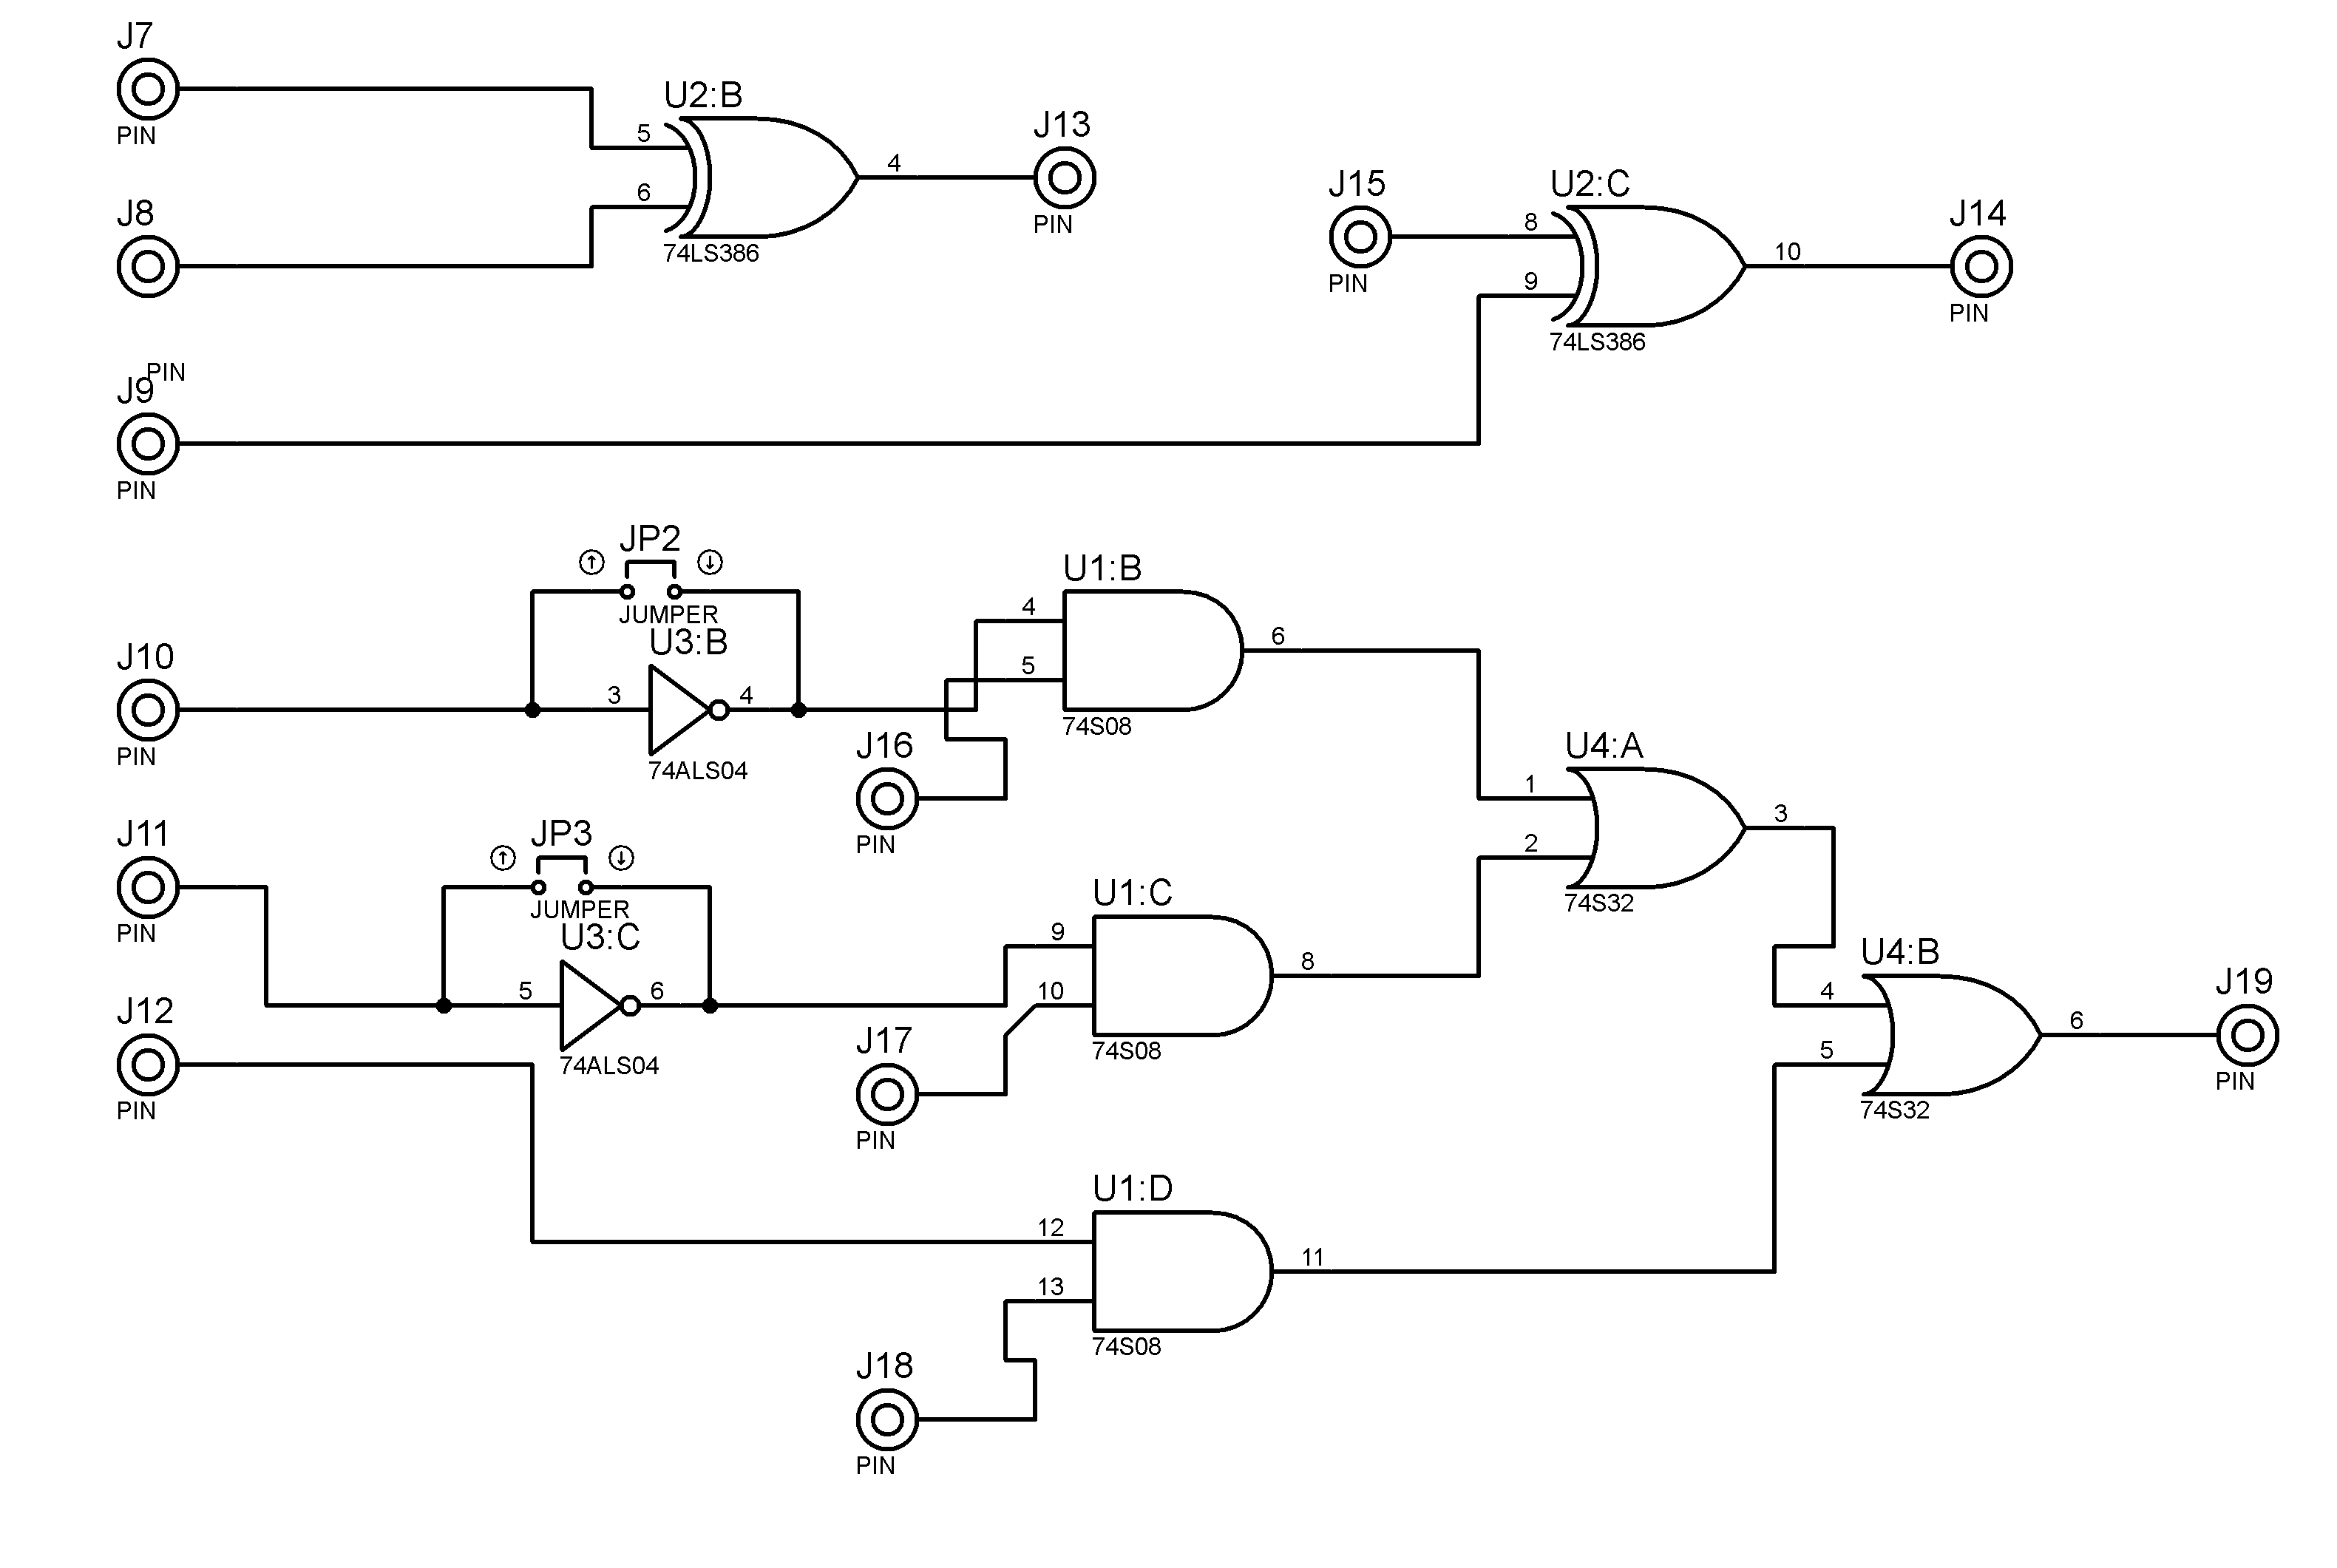 J7
PIN
U2:B
5
6
4
74LS386
J13
PIN
J8
PIN
J15
PIN
U2:C
8
9
10
74LS386
J14
PIN
J9
PIN
JP2
JUMPER
U3:B
3
4
74ALS04
J10
PIN
U1:B
4
5
6
74S08
J16
PIN
J11
PIN
JP3
JUMPER
U3:C
5
6
74ALS04
U1:C
9
10
8
74S08
J17
PIN
U4:A
1
2
3
74S32
J12
PIN
U4:B
4
5
6
74S32
J19
PIN
U1:D
12
13
11
74S08
J18
PIN